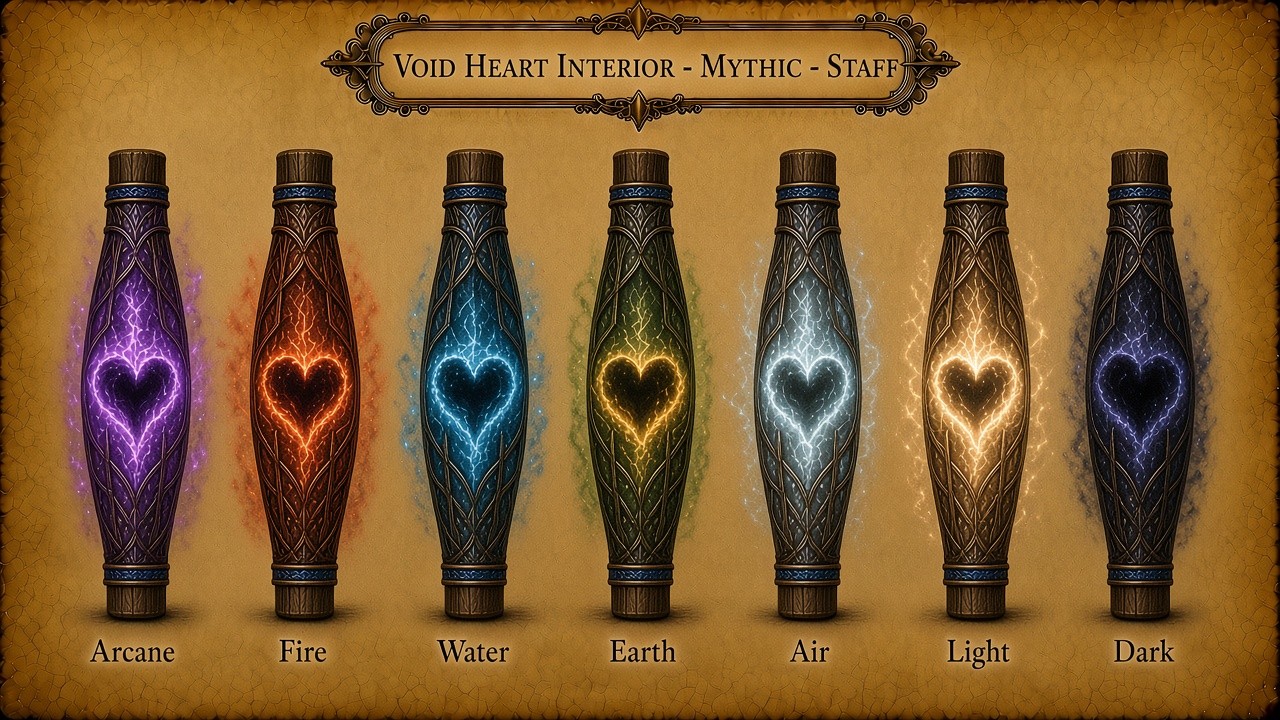 Void Heart Interior - Mythic - Staff
Arcane
Fire
Water
Earth
Air
Light
Dark